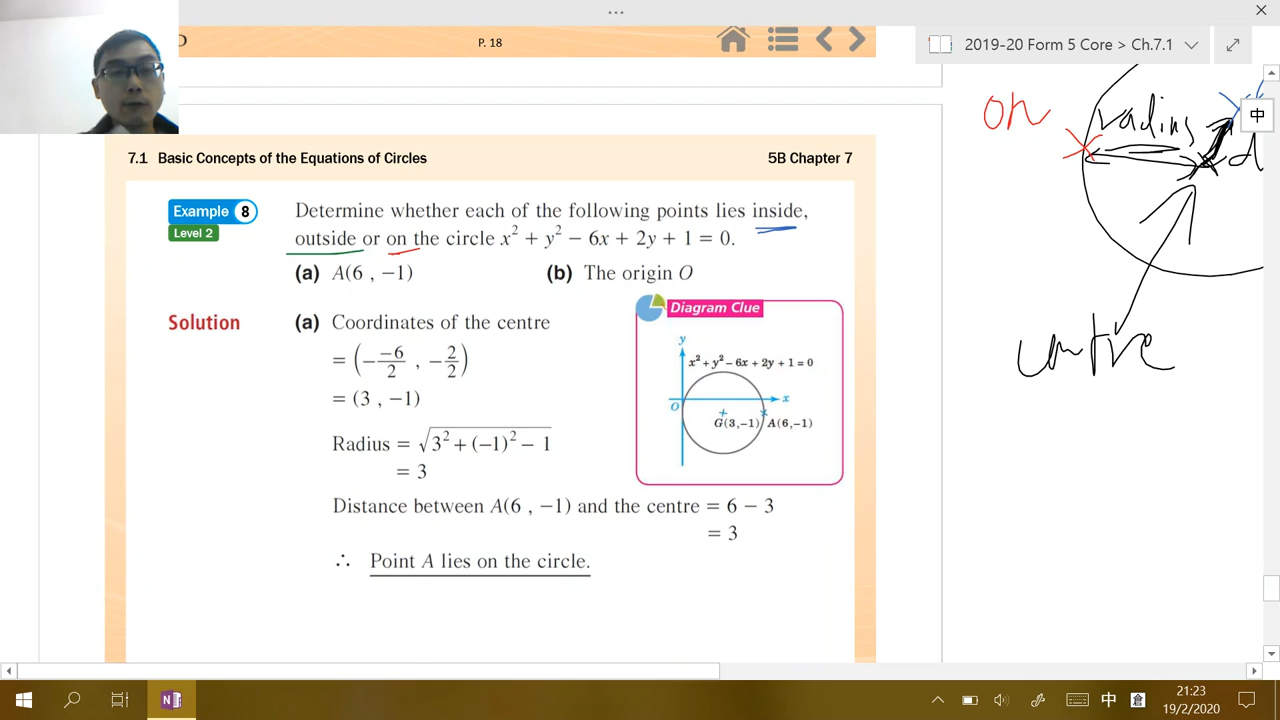 P. 18
2019-20 Form 5 Core > Ch.7.1
中
on
radius
d
centre
7.1 Basic Concepts of the Equations of Circles
5B Chapter 7
Example 8
Level 2
Determine whether each of the following points lies inside,
outside or on the circle x² + y² − 6x + 2y + 1 = 0.
(a) A(6 , −1)
(b) The origin O
Solution
(a) Coordinates of the centre
= (−−6/2 , −2/2)
= (3 , −1)
Radius = √(3² + (−1)² − 1)
= 3
Distance between A(6 , −1) and the centre = 6 − 3
= 3
∴ Point A lies on the circle.
Diagram Clue
y
x² + y² − 6x + 2y + 1 = 0
O
x
G(3,−1)
A(6,−1)
N
中
倉
21:23
19/2/2020